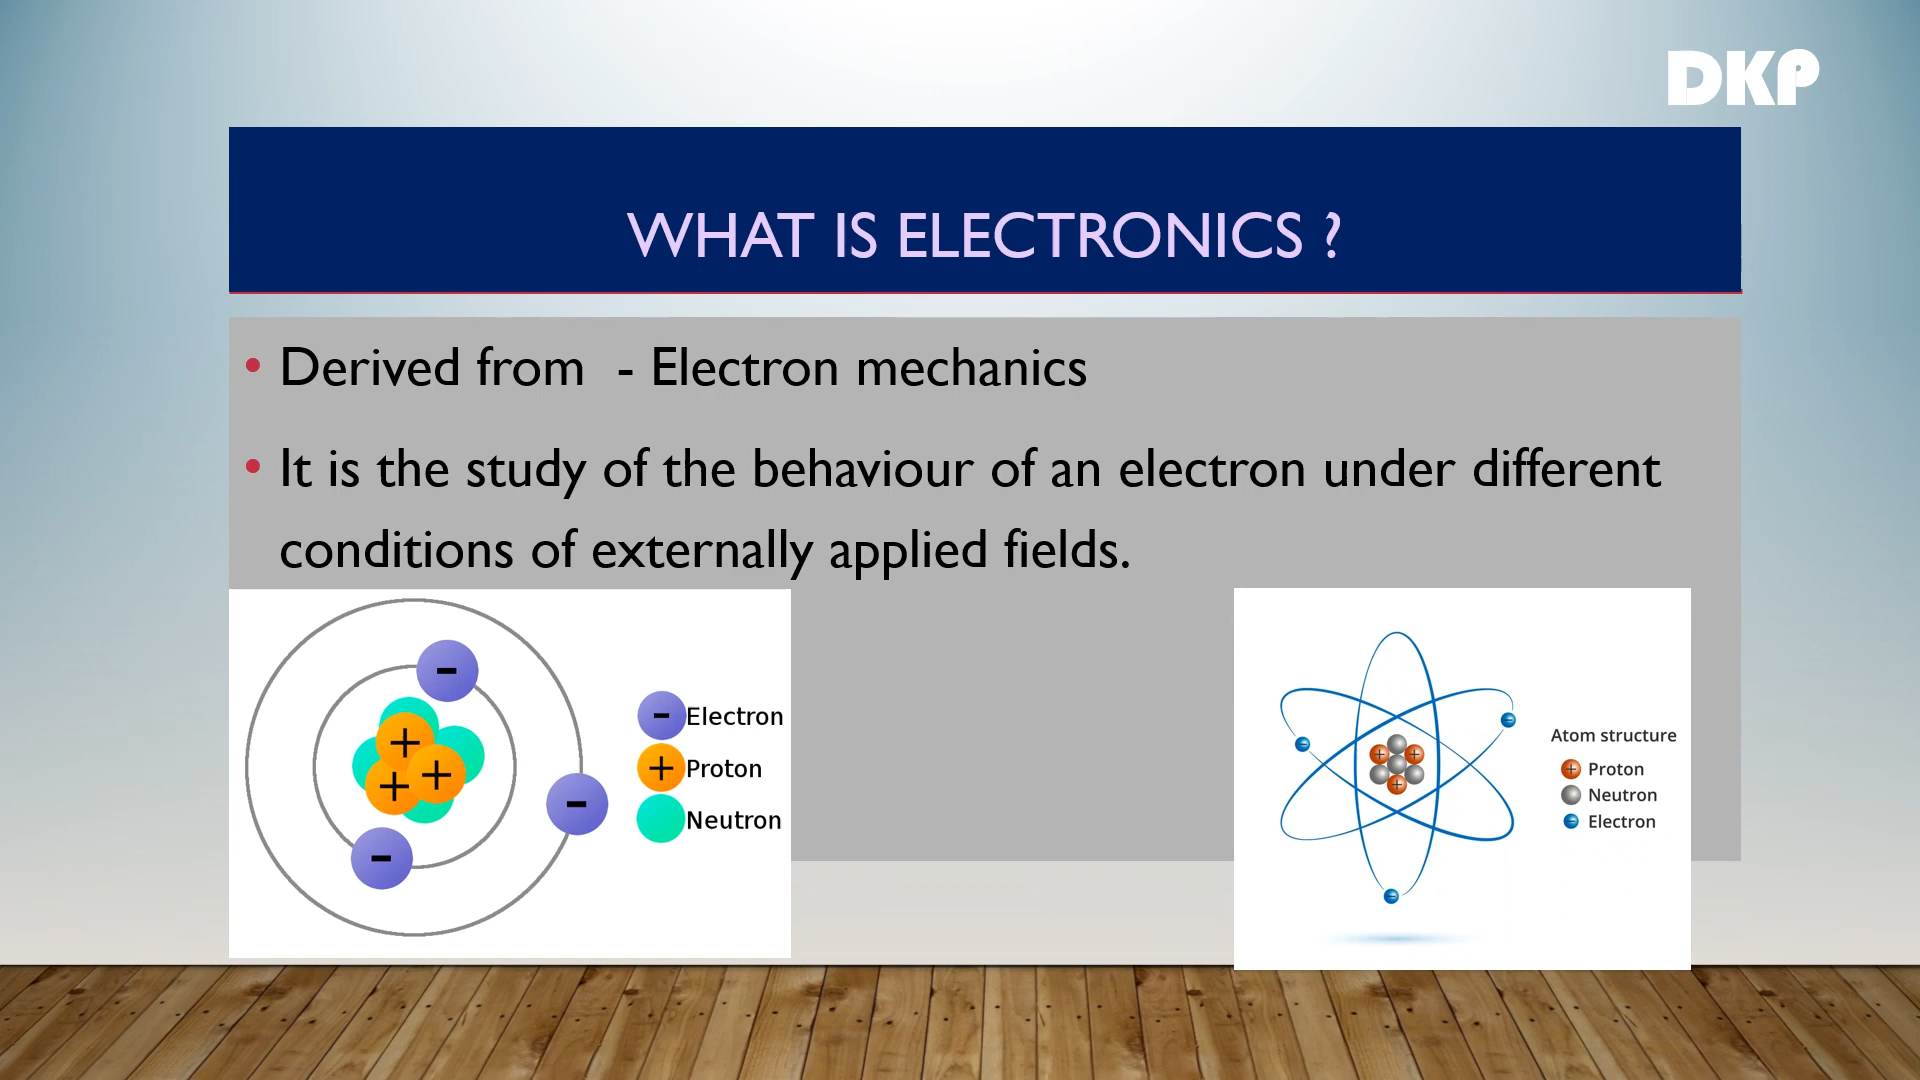 DKP
WHAT IS ELECTRONICS ?
• Derived from - Electron mechanics
• It is the study of the behaviour of an electron under different
conditions of externally applied fields.
-
-
-
+
+
+
- Electron
+ Proton
Neutron
Atom structure
+ Proton
Neutron
- Electron